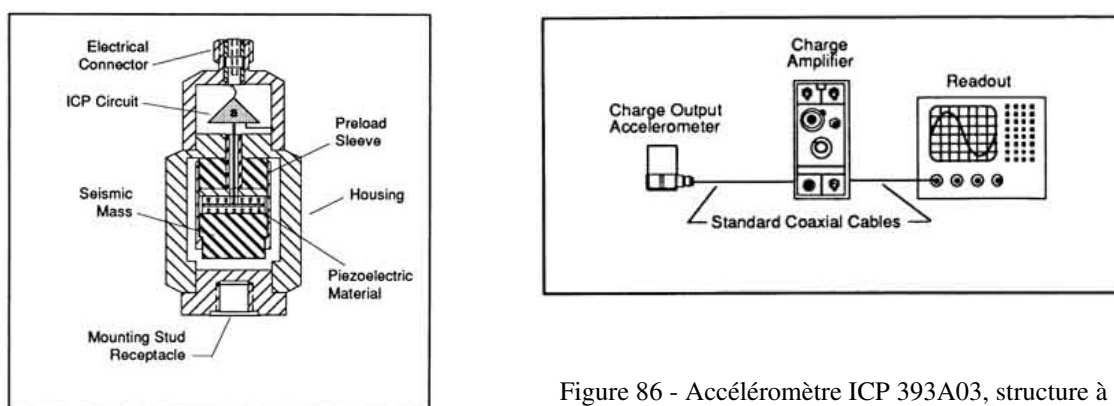 Electrical
Connector
ICP Circuit
a
Preload
Sleeve
Seismic
Mass
Housing
Piezoelectric
Material
Mounting Stud
Receptacle
Charge
Amplifier
Readout
Charge Output
Accelerometer
Standard Coaxial Cables
Figure 86 - Accéléromètre ICP 393A03, structure à